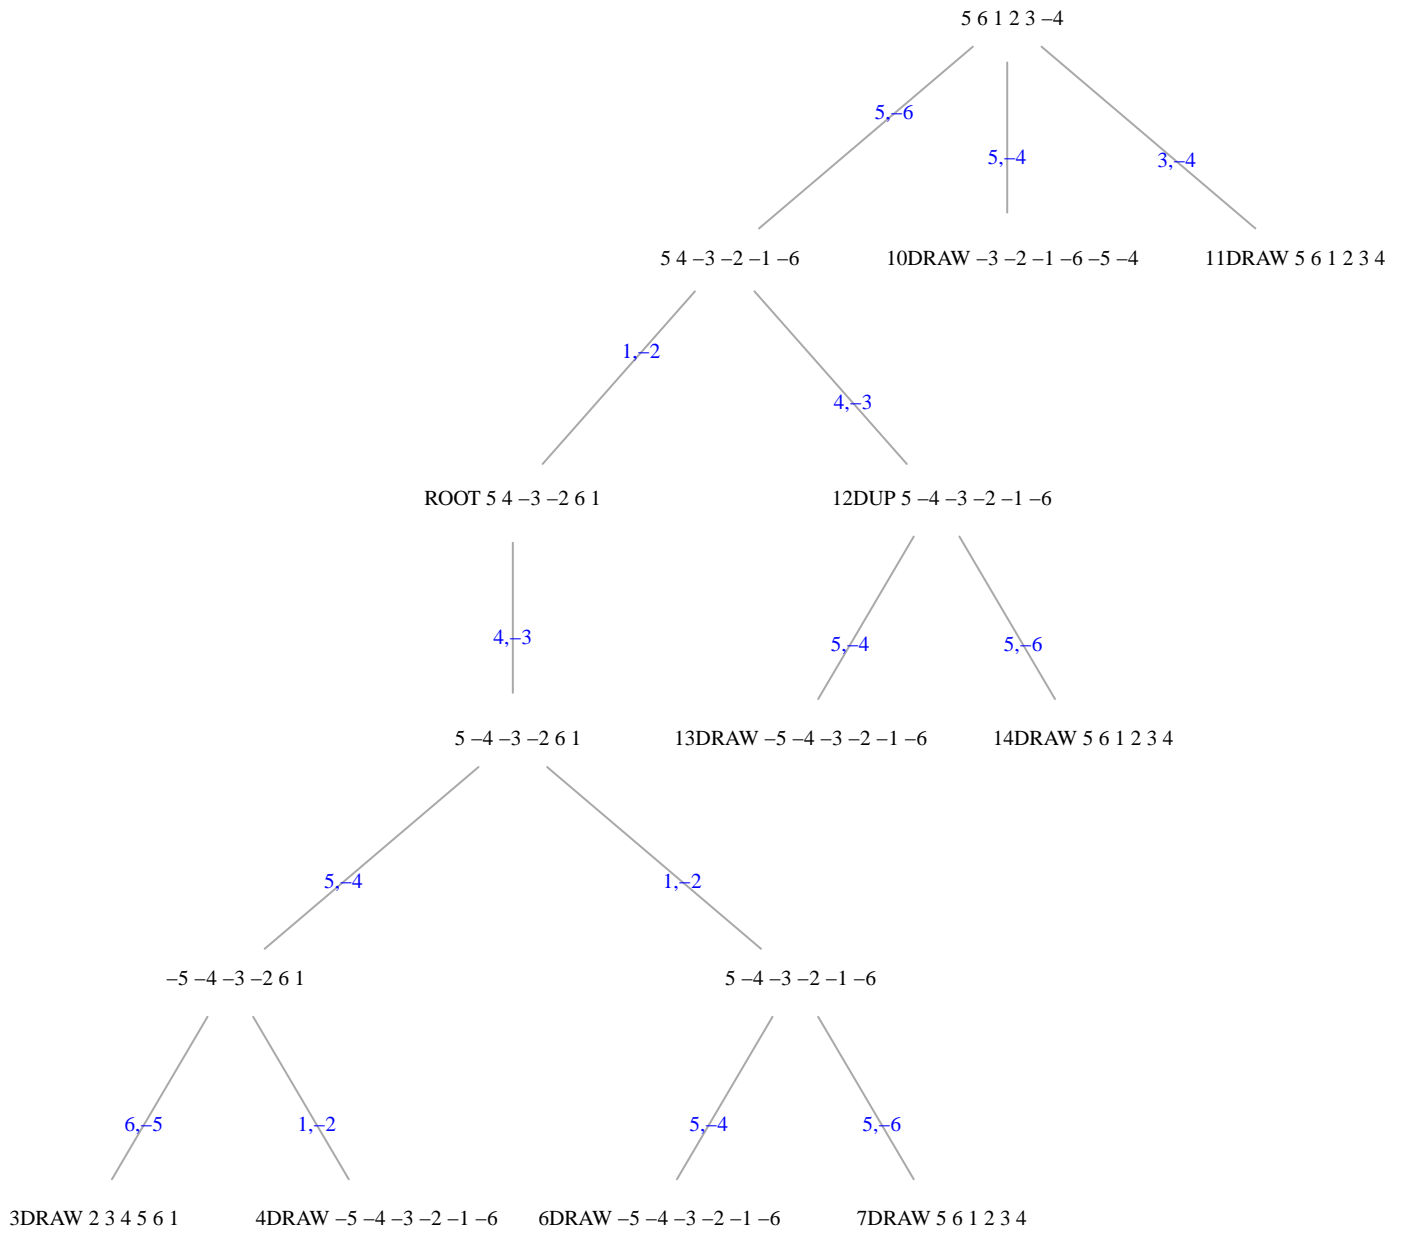 5 6 1 2 3 –4
5,–6
5,–4
3,–4
5 4 –3 –2 –1 –6
10DRAW –3 –2 –1 –6 –5 –4
11DRAW 5 6 1 2 3 4
1,–2
4,–3
ROOT 5 4 –3 –2 6 1
12DUP 5 –4 –3 –2 –1 –6
4,–3
5,–4
5,–6
5 –4 –3 –2 6 1
13DRAW –5 –4 –3 –2 –1 –6
14DRAW 5 6 1 2 3 4
5,–4
1,–2
–5 –4 –3 –2 6 1
5 –4 –3 –2 –1 –6
6,–5
1,–2
5,–4
5,–6
3DRAW 2 3 4 5 6 1
4DRAW –5 –4 –3 –2 –1 –6
6DRAW –5 –4 –3 –2 –1 –6
7DRAW 5 6 1 2 3 4